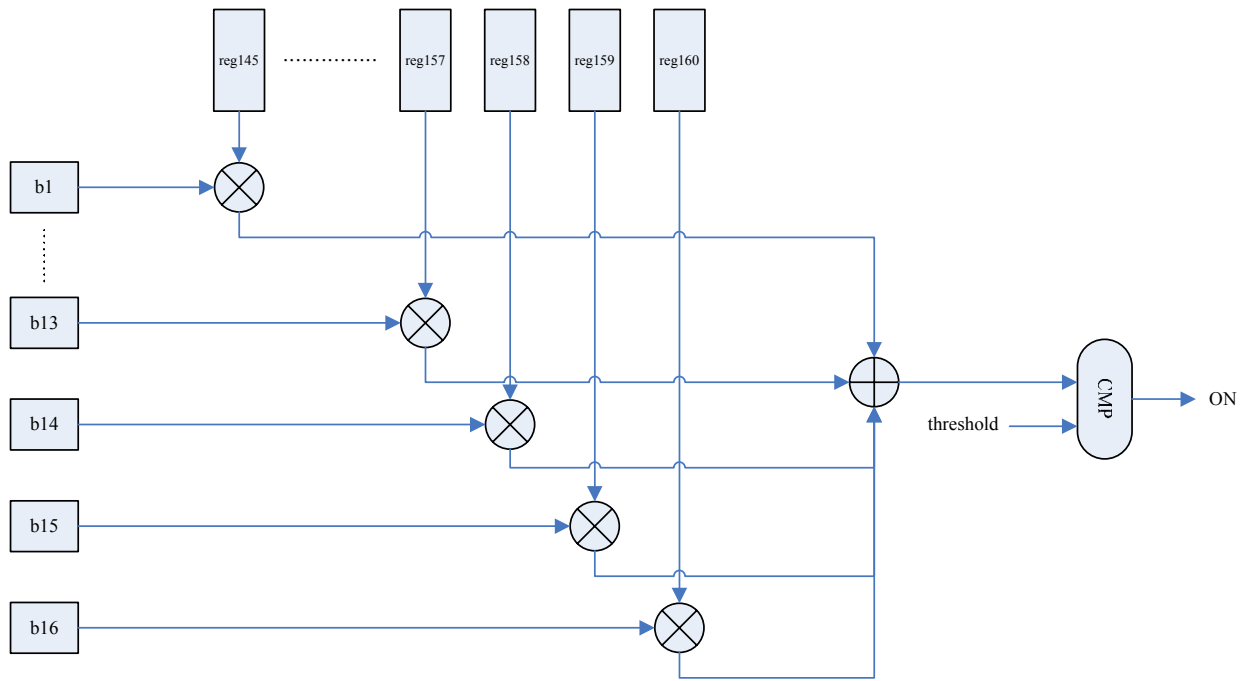 reg145
reg157
reg158
reg159
reg160
b1
b13
b14
b15
b16
threshold
CMP
ON